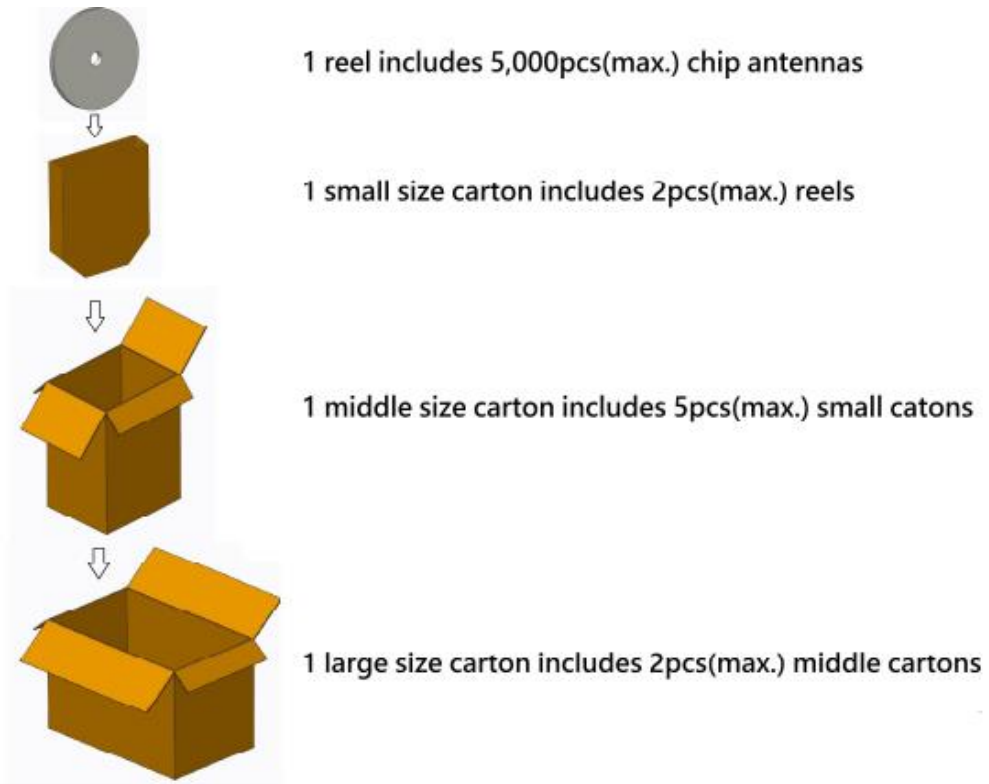 1 reel includes 5,000pcs(max.) chip antennas
1 small size carton includes 2pcs(max.) reels
1 middle size carton includes 5pcs(max.) small catons
1 large size carton includes 2pcs(max.) middle cartons